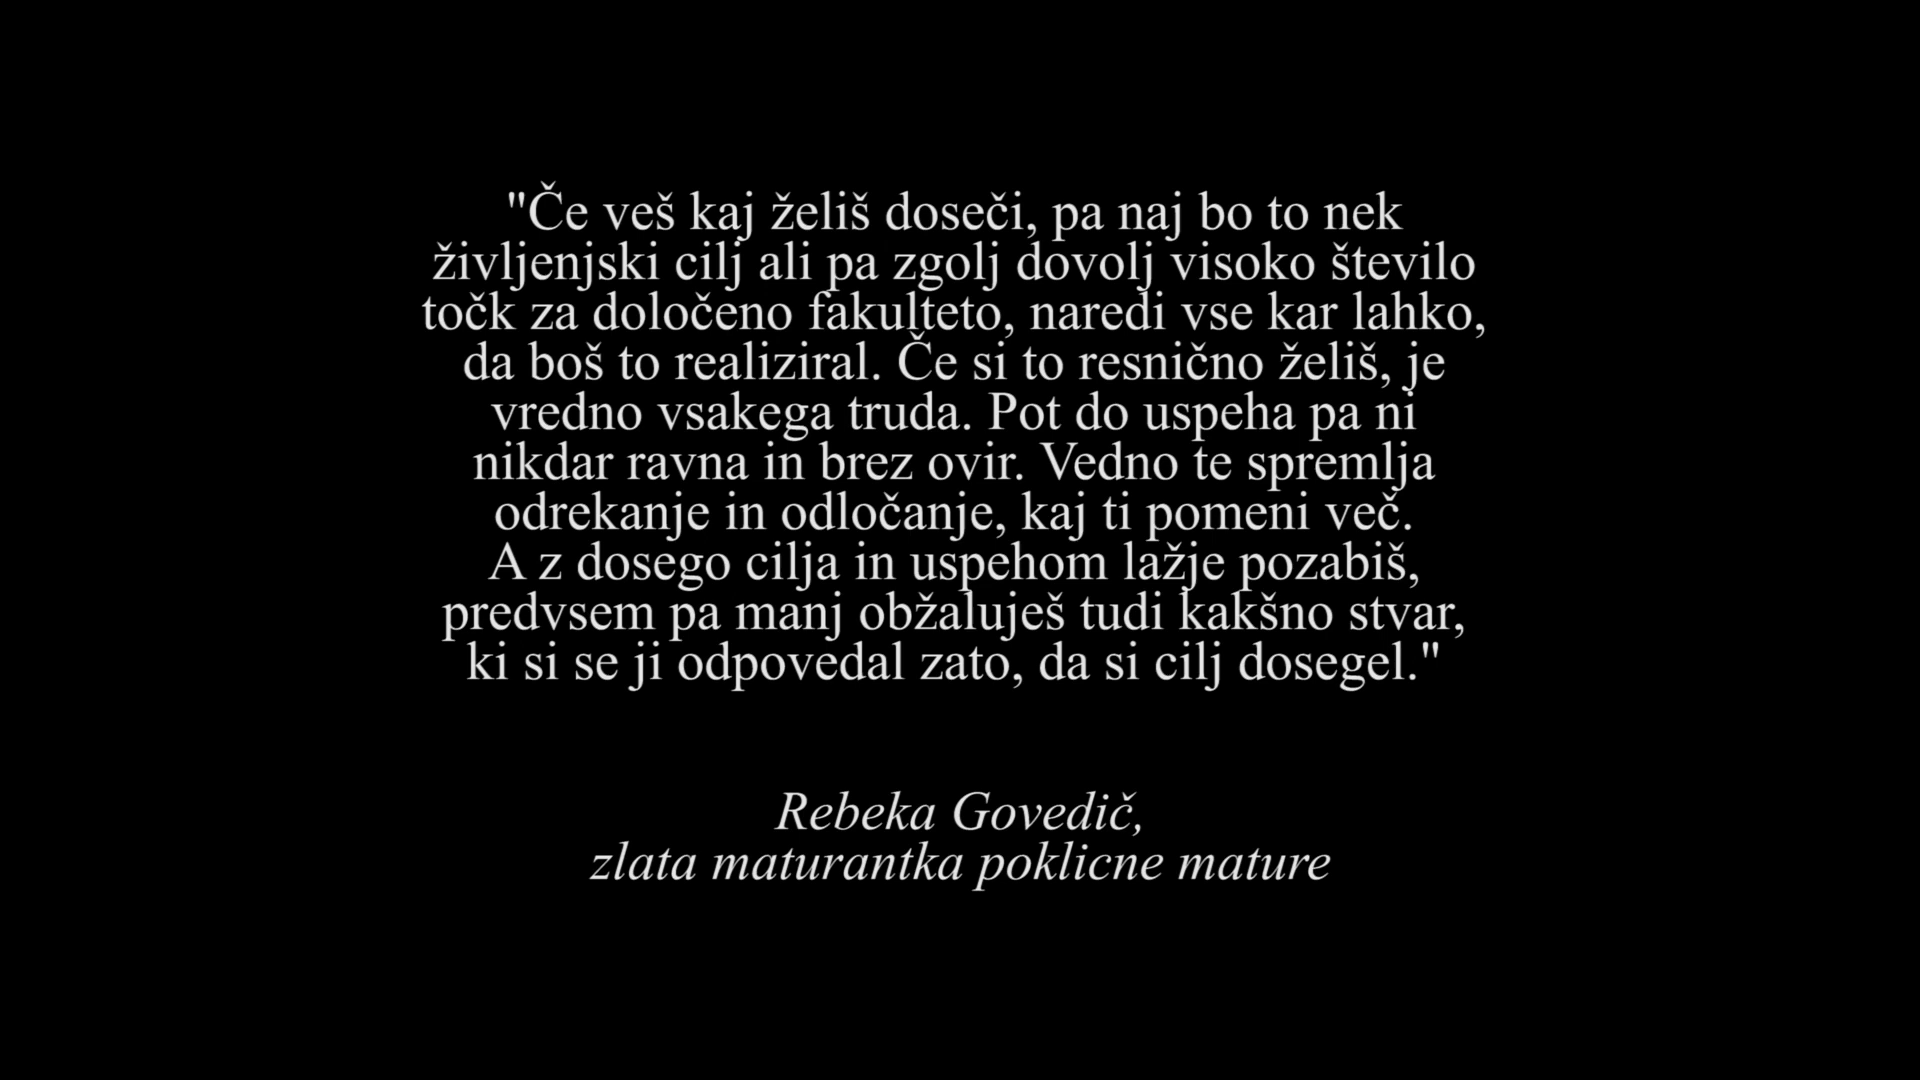 "Če veš kaj želiš doseči, pa naj bo to nek
življenjski cilj ali pa zgolj dovolj visoko število
točk za določeno fakulteto, naredi vse kar lahko,
da boš to realiziral. Če si to resnično želiš, je
vredno vsakega truda. Pot do uspeha pa ni
nikdar ravna in brez ovir. Vedno te spremlja
odrekanje in odločanje, kaj ti pomeni več.
A z dosego cilja in uspehom lažje pozabiš,
predvsem pa manj obžaluješ tudi kakšno stvar,
ki si se ji odpovedal zato, da si cilj dosegel."
Rebeka Govedič,
zlata maturantka poklicne mature